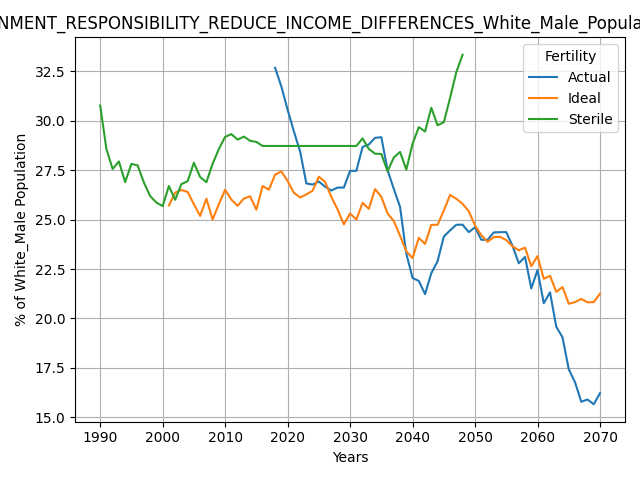 NMENT_RESPONSIBILITY_REDUCE_INCOME_DIFFERENCES_White_Male_Popula
Fertility
Actual
Ideal
Sterile
% of White_Male Population
32.5
30.0
27.5
25.0
22.5
20.0
17.5
15.0
1990 2000 2010 2020 2030 2040 2050 2060 2070
Years